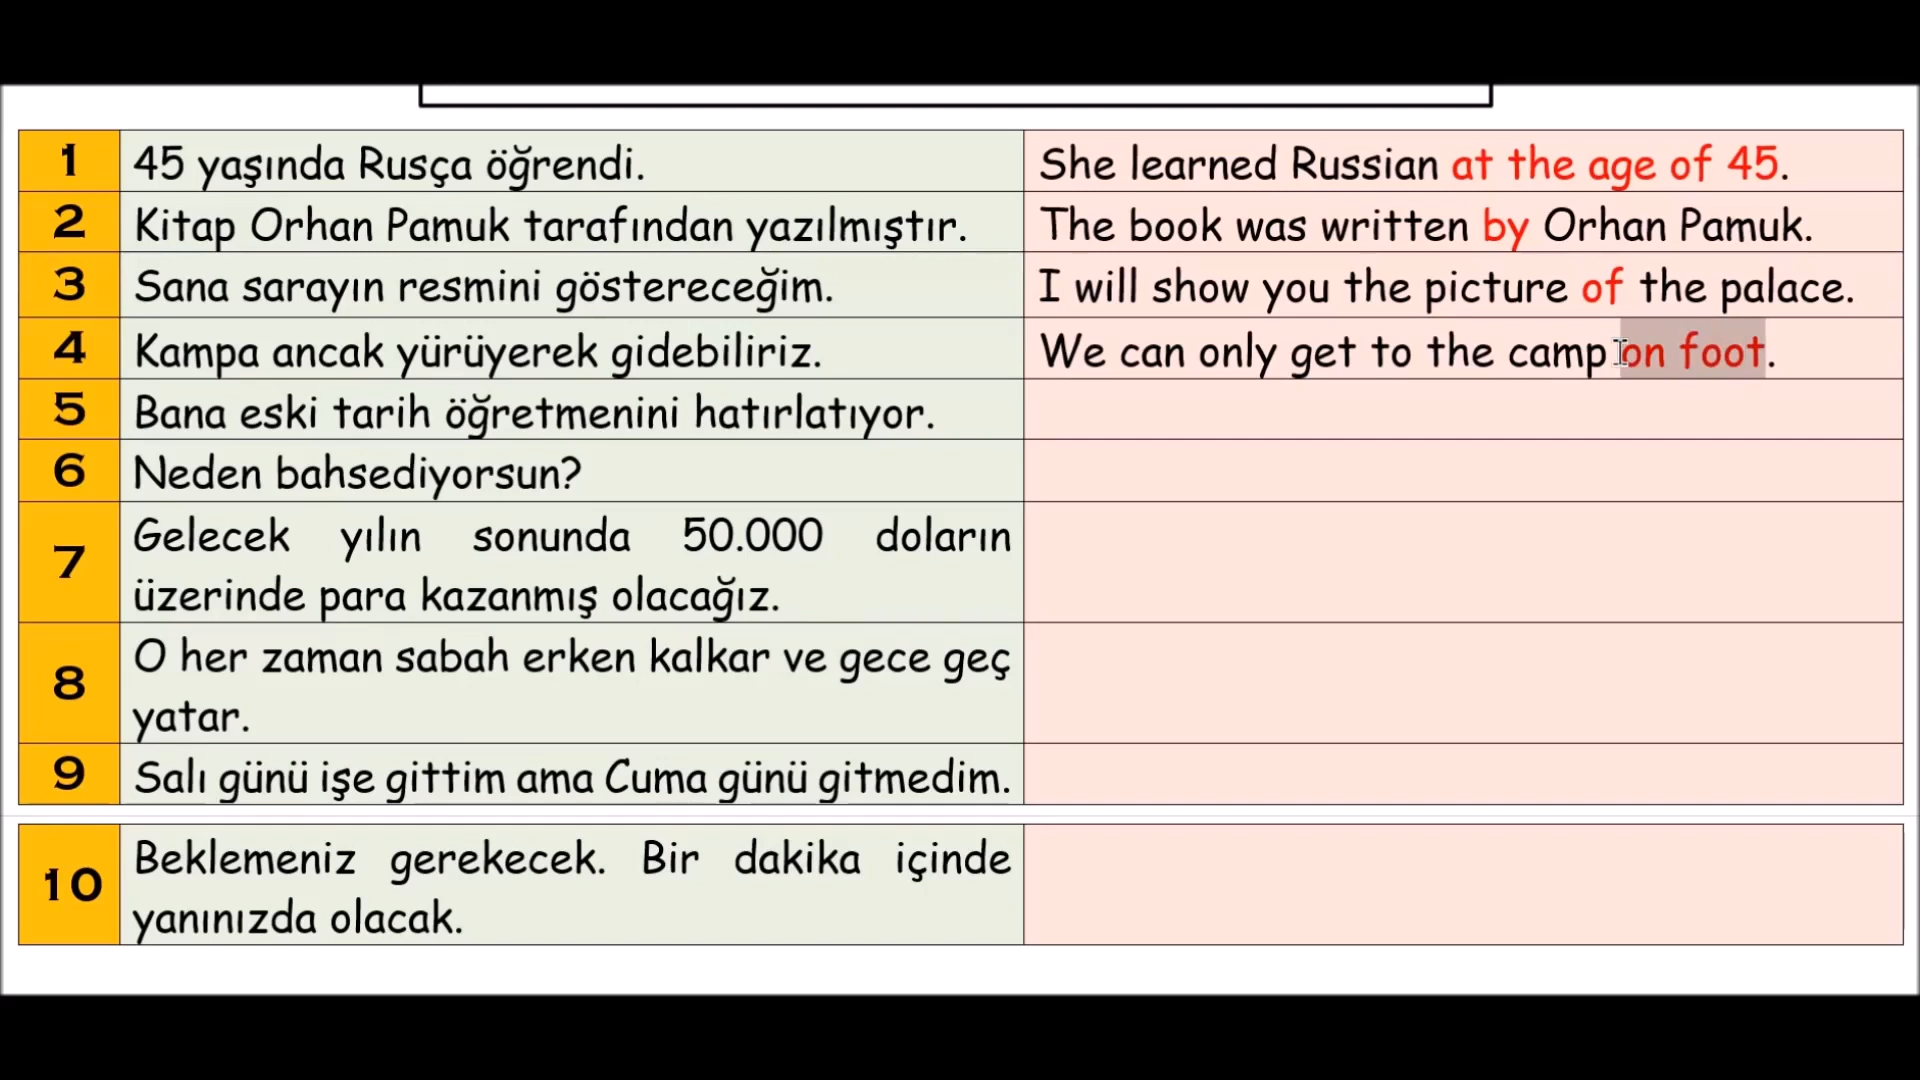 1 45 yaşında Rusça öğrendi. She learned Russian at the age of 45.
2 Kitap Orhan Pamuk tarafından yazılmıştır. The book was written by Orhan Pamuk.
3 Sana sarayın resmini göstereceğim. I will show you the picture of the palace.
4 Kampa ancak yürüyerek gidebiliriz. We can only get to the camp on foot.
5 Bana eski tarih öğretmenini hatırlatıyor.
6 Neden bahsediyorsun?
7 Gelecek yılın sonunda 50.000 doların
üzerinde para kazanmış olacağız.
8 O her zaman sabah erken kalkar ve gece geç
yatar.
9 Salı günü işe gittim ama Cuma günü gitmedim.
10 Beklemeniz gerekecek. Bir dakika içinde
yanınızda olacak.